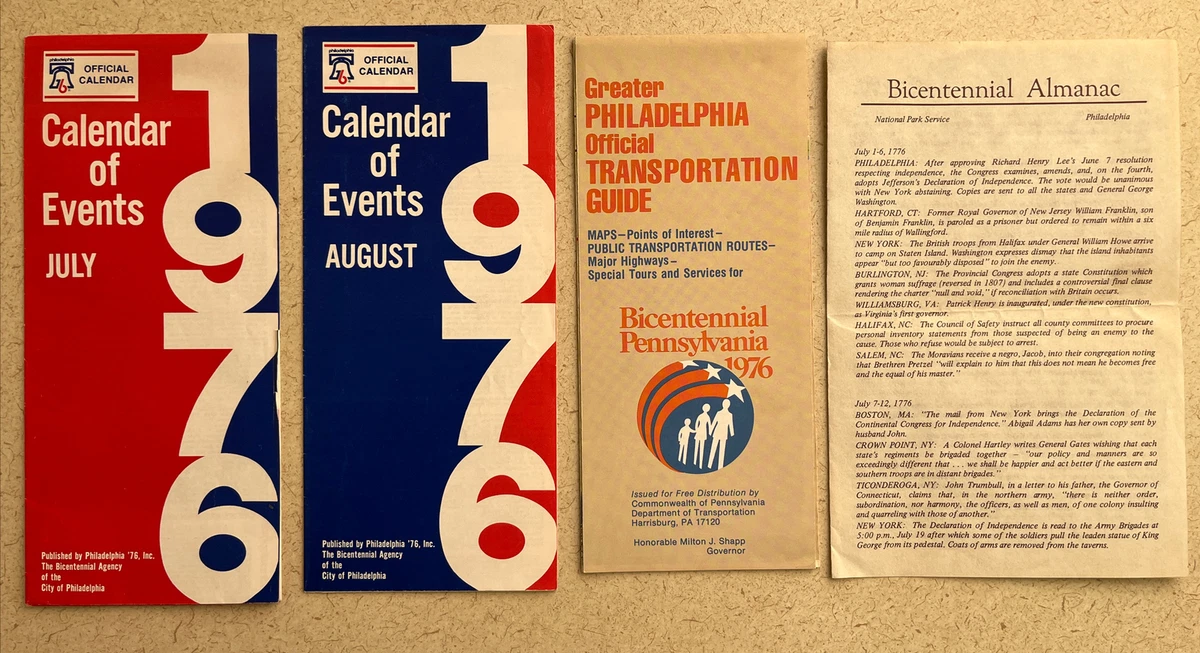 philadelphia
76
OFFICIAL
CALENDAR
Calendar
of
Events
JULY
1976
Published by Philadelphia '76, Inc.
The Bicentennial Agency
of the
City of Philadelphia
philadelphia
76
OFFICIAL
CALENDAR
Calendar
of
Events
AUGUST
1976
Published by Philadelphia '76, Inc.
The Bicentennial Agency
of the
City of Philadelphia
Greater
PHILADELPHIA
Official
TRANSPORTATION
GUIDE
MAPS—Points of Interest—
PUBLIC TRANSPORTATION ROUTES—
Major Highways—
Special Tours and Services for
Bicentennial
Pennsylvania
1976
Issued for Free Distribution by
Commonwealth of Pennsylvania
Department of Transportation
Harrisburg, PA 17120
Honorable Milton J. Shapp
Governor
Bicentennial Almanac
National Park Service Philadelphia
July 1-6, 1776
PHILADELPHIA: After approving Richard Henry Lee's June 7 resolution
respecting independence, the Congress examines, amends, and, on the fourth,
adopts Jefferson's Declaration of Independence. The vote would be unanimous
with New York abstaining. Copies are sent to all the states and General George
Washington.
HARTFORD, CT: Former Royal Governor of New Jersey William Franklin, son
of Benjamin Franklin, is paroled as a prisoner but ordered to remain within a six
mile radius of Wallingford.
NEW YORK: The British troops from Halifax under General William Howe arrive
to camp on Staten Island. Washington expresses dismay that the island inhabitants
appear "but too favourably disposed" to join the enemy.
BURLINGTON, NJ: The Provincial Congress adopts a state Constitution which
grants woman suffrage (reversed in 1807) and includes a controversial final clause
rendering the charter "null and void," if reconciliation with Britain occurs.
WILLIAMSBURG, VA: Patrick Henry is inaugurated, under the new constitution,
as Virginia's first governor.
HALIFAX, NC: The Council of Safety instruct all county committees to procure
personal inventory statements from those suspected of being an enemy to the
cause. Those who refuse would be subject to arrest.
SALEM, NC: The Moravians receive a negro, Jacob, into their congregation noting
that Brethren Pretzel "will explain to him that this does not mean he becomes free
and the equal of his master."
July 7-12, 1776
BOSTON, MA: "The mail from New York brings the Declaration of the
Continental Congress for Independence." Abigail Adams has her own copy sent by
husband John.
CROWN POINT, NY: A Colonel Hartley writes General Gates wishing that each
state's regiments be brigaded together — "our policy and manners are so
exceedingly different that . . . we shall be happier and act better if the eastern and
southern troops are in distant brigades."
TICONDEROGA, NY: John Trumbull, in a letter to his father, the Governor of
Connecticut, claims that, in the northern army, "there is neither order,
subordination, nor harmony, the officers, as well as men, of one colony insulting
and quarreling with those of another."
NEW YORK: The Declaration of Independence is read to the Army Brigades at
5:00 p.m., July 19 after which some of the soldiers pull the leaden statue of King
George from its pedestal. Coats of arms are removed from the taverns.